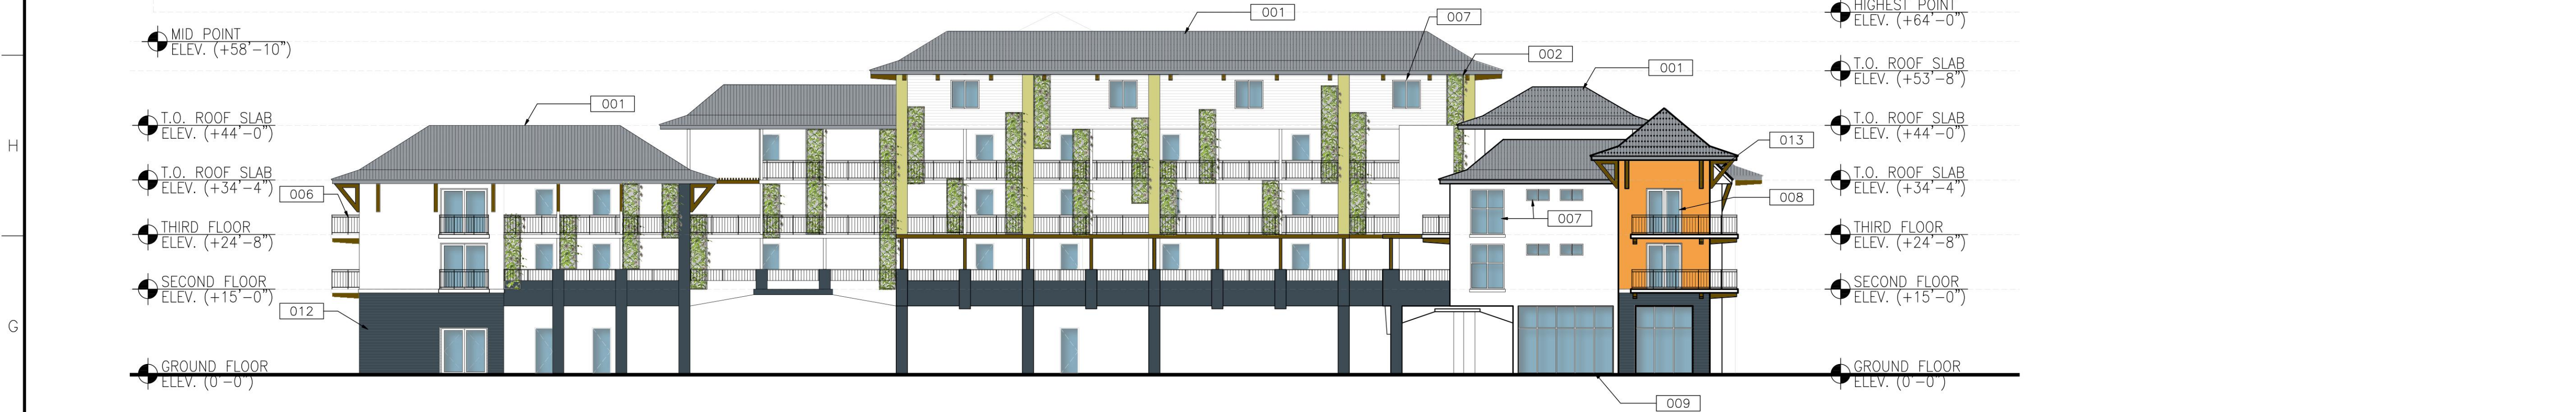 HIGHEST POINT
ELEV. (+64'-0")
001
007
MID POINT
ELEV. (+58'-10")
002
T.O. ROOF SLAB
ELEV. (+53'-8")
001
001
T.O. ROOF SLAB
ELEV. (+44'-0")
T.O. ROOF SLAB
ELEV. (+44'-0")
013
H
T.O. ROOF SLAB
ELEV. (+34'-4")
T.O. ROOF SLAB
ELEV. (+34'-4")
006
008
007
THIRD FLOOR
ELEV. (+24'-8")
THIRD FLOOR
ELEV. (+24'-8")
SECOND FLOOR
ELEV. (+15'-0")
SECOND FLOOR
ELEV. (+15'-0")
012
G
GROUND FLOOR
ELEV. (0'-0")
GROUND FLOOR
ELEV. (0'-0")
009